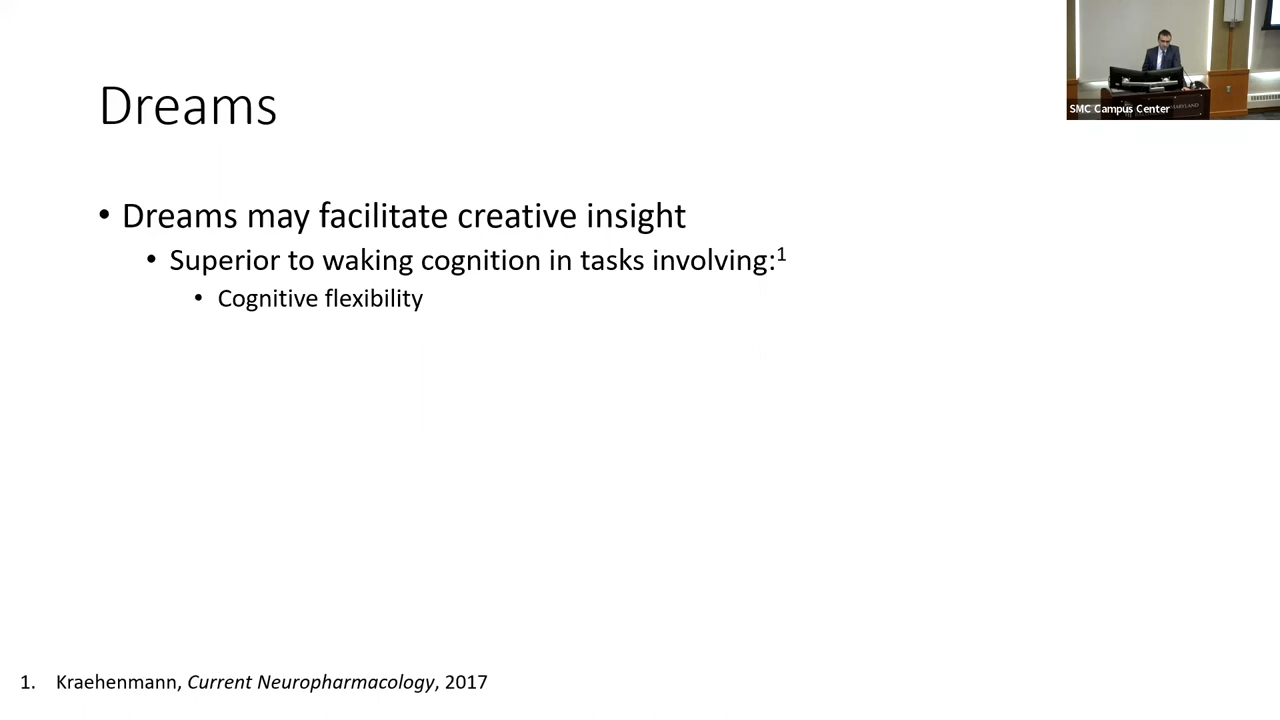 Dreams
• Dreams may facilitate creative insight
• Superior to waking cognition in tasks involving:¹
• Cognitive flexibility
SMC Campus Center
MARYLAND
1. Kraehenmann, Current Neuropharmacology, 2017